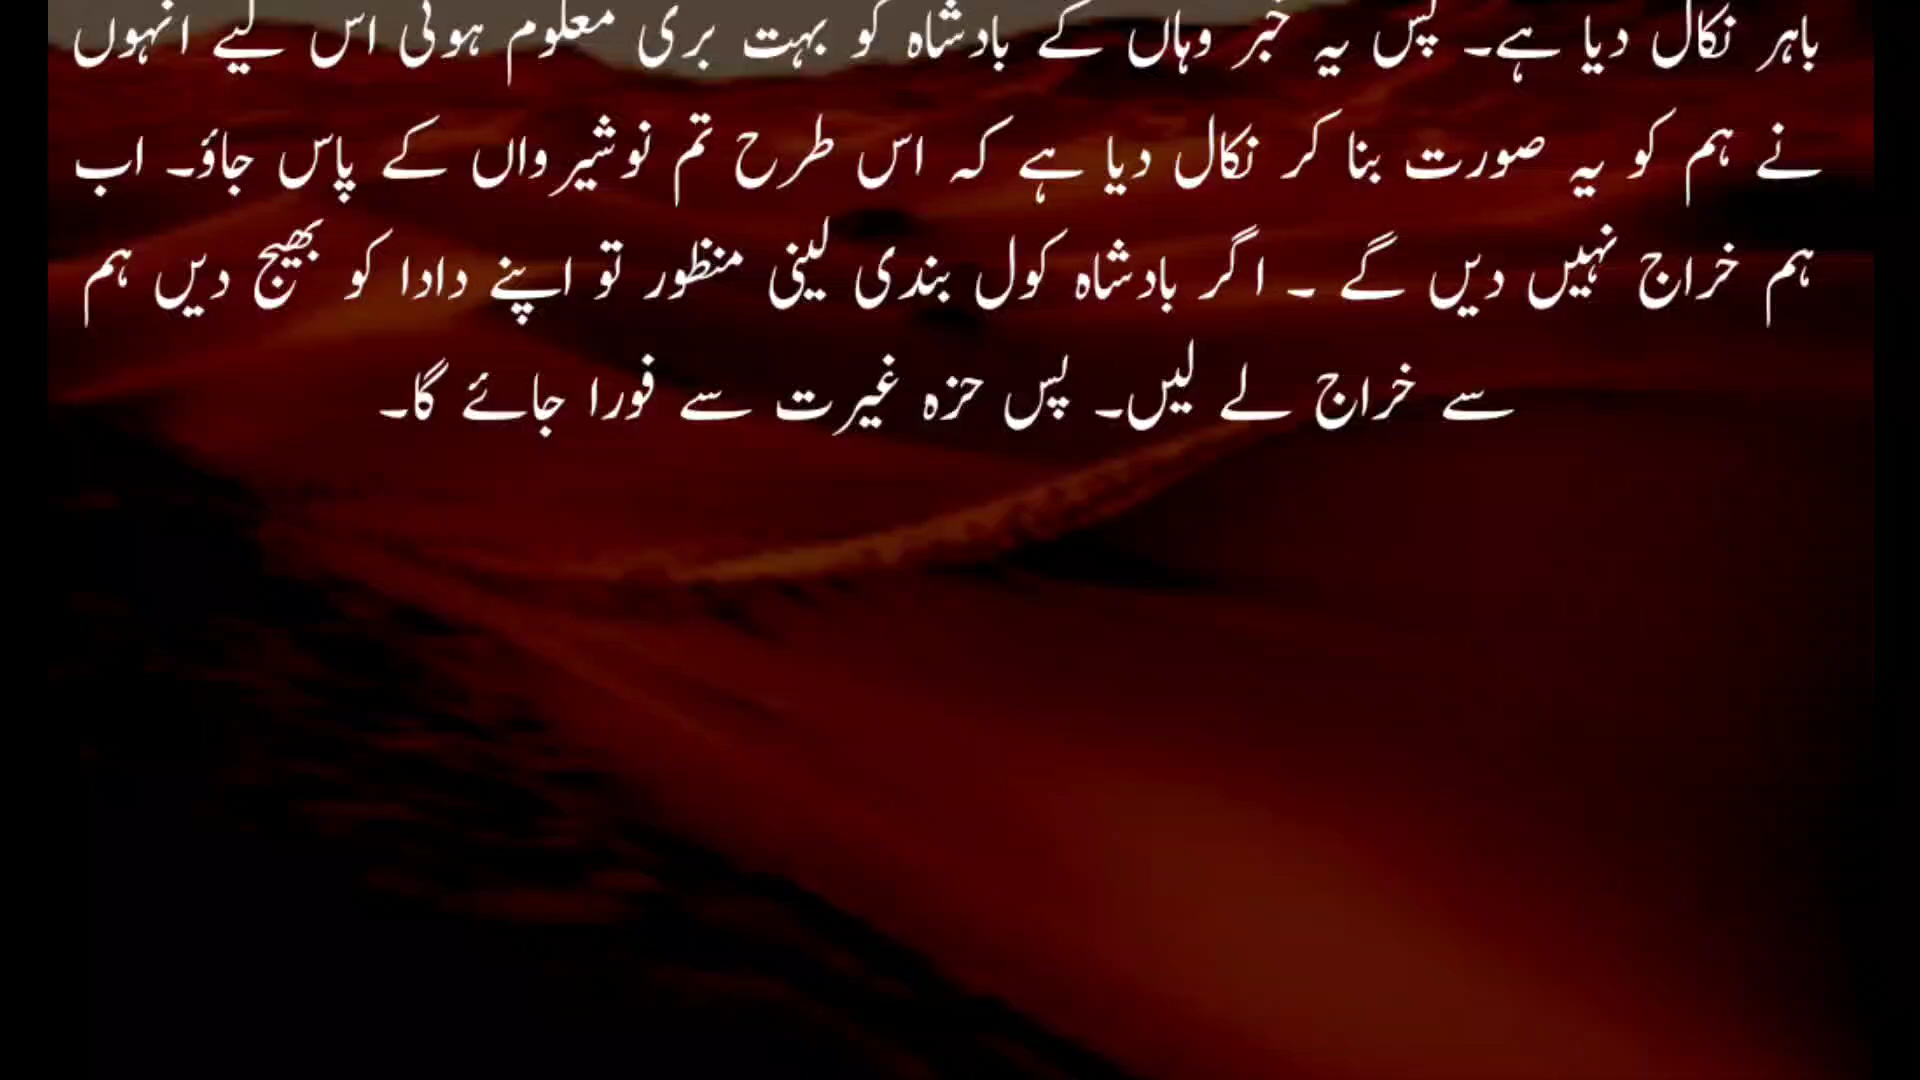 باہر نکال دیا ہے۔ پس یہ خبر وہاں کے بادشاہ کو بہت بری معلوم ہوئی اس لیے انہوں
نے ہم کو یہ صورت بنا کر نکال دیا ہے کہ اس طرح تم نوشیرواں کے پاس جاؤ۔ اب
ہم خراج نہیں دیں گے ۔ اگر بادشاہ کول بندی لینی منظور تو اپنے دادا کو بھیج دیں ہم
سے خراج لے لیں۔ پس حزہ غیرت سے فورا جائے گا۔